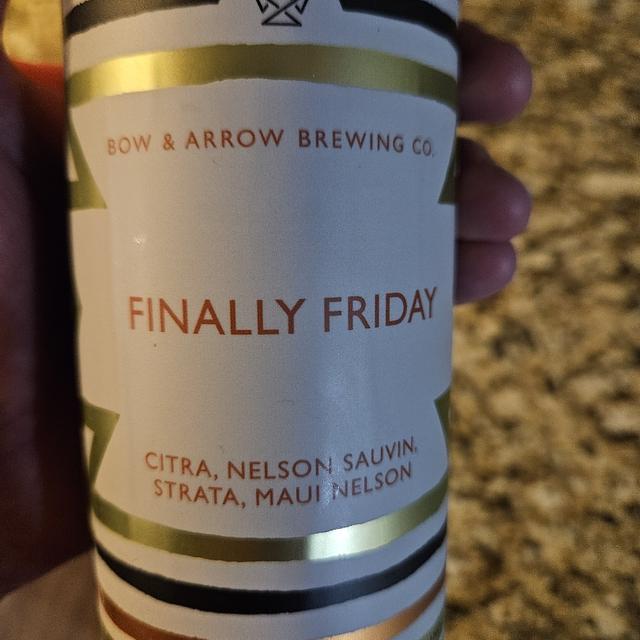 BOW & ARROW BREWING CO.
FINALLY FRIDAY
CITRA, NELSON SAUVIN,
STRATA, MAUI NELSON